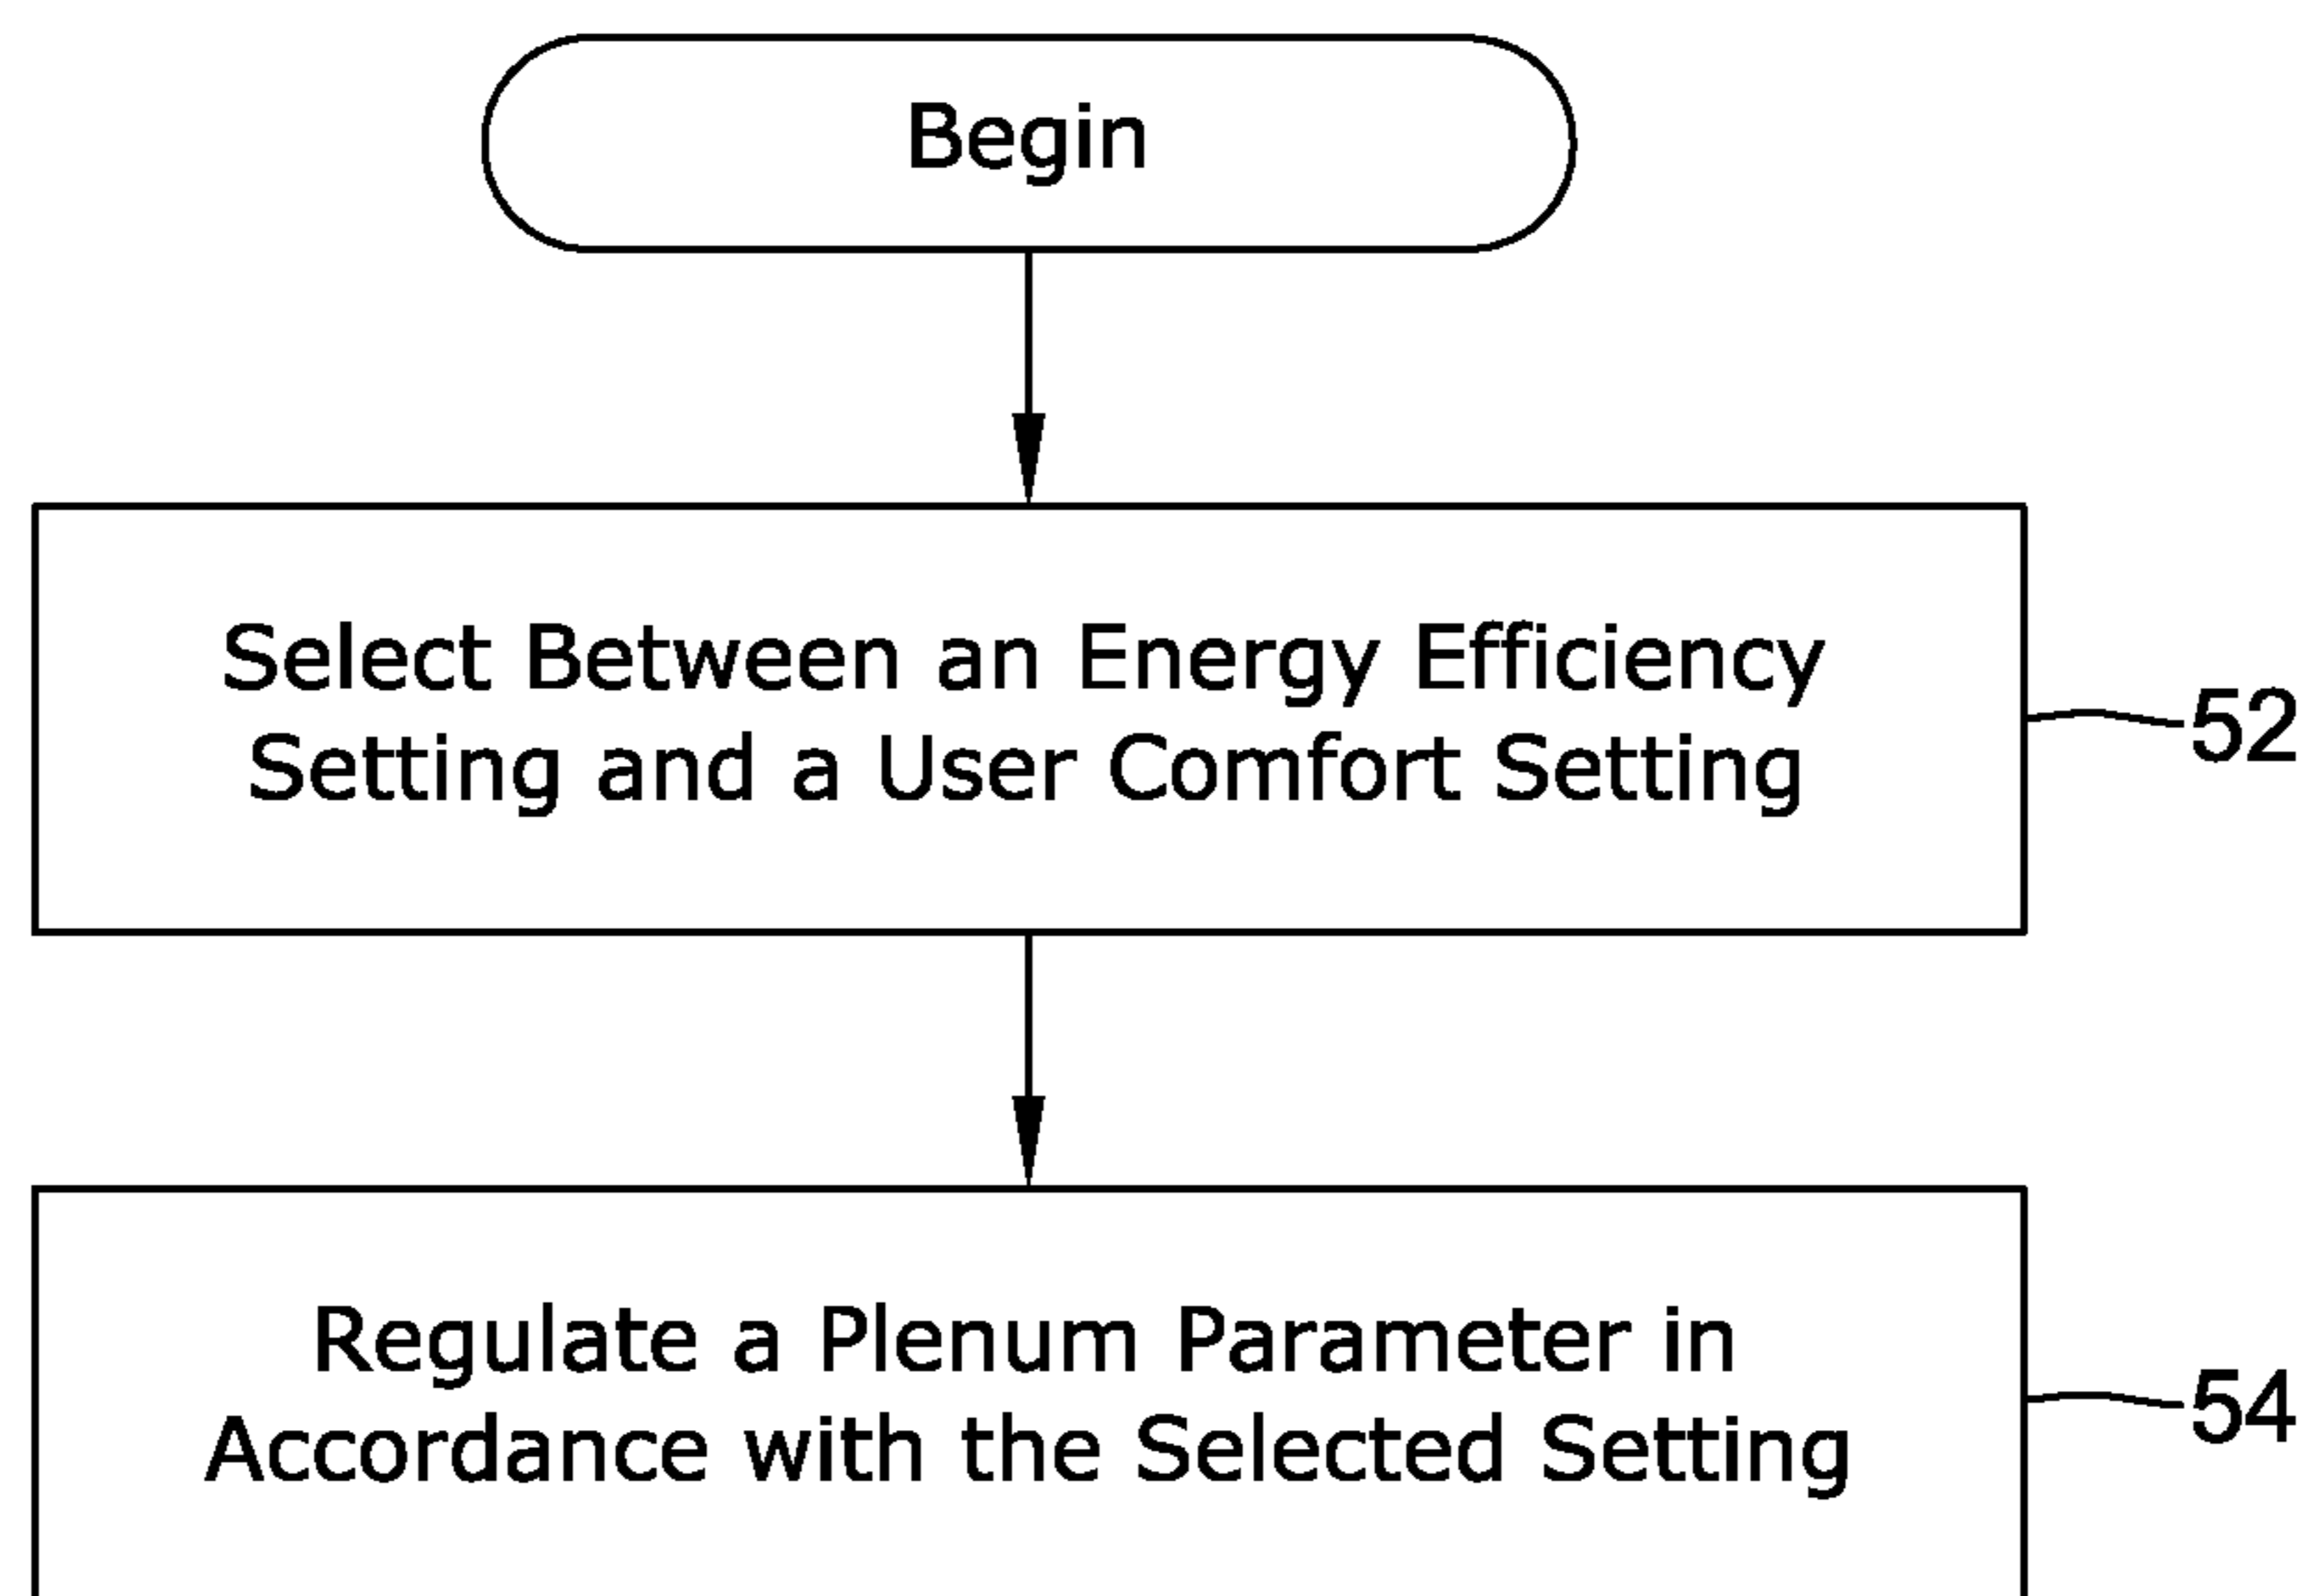 Begin
Select Between an Energy Efficiency
Setting and a User Comfort Setting
52
Regulate a Plenum Parameter in
Accordance with the Selected Setting
54